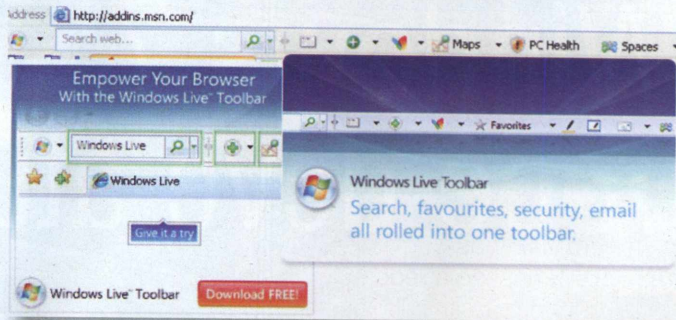 Address http://addins.msn.com/
Search web... Maps PC Health Spaces
Empower Your Browser
With the Windows Live™ Toolbar
Windows Live
Windows Live
Give it a try
Windows Live™ Toolbar Download FREE!
Favorites
Windows Live Toolbar
Search, favourites, security, email
all rolled into one toolbar.